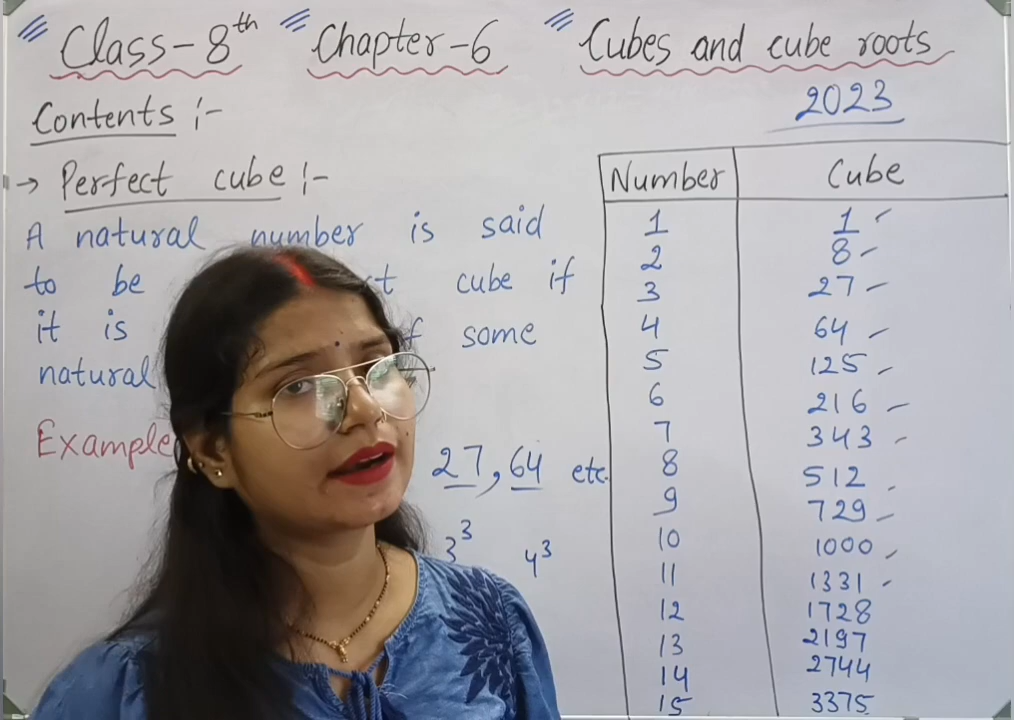 Class-8th Chapter-6 Cubes and cube roots
2023
Contents :-
→ Perfect cube :-
A natural number is said
to be cube if
it is some
natural
Example
27, 64 etc.
3³ 4³
Number Cube
1 1
2 8
3 27
4 64
5 125
6 216
7 343
8 512
9 729
10 1000
11 1331
12 1728
13 2197
14 2744
15 3375